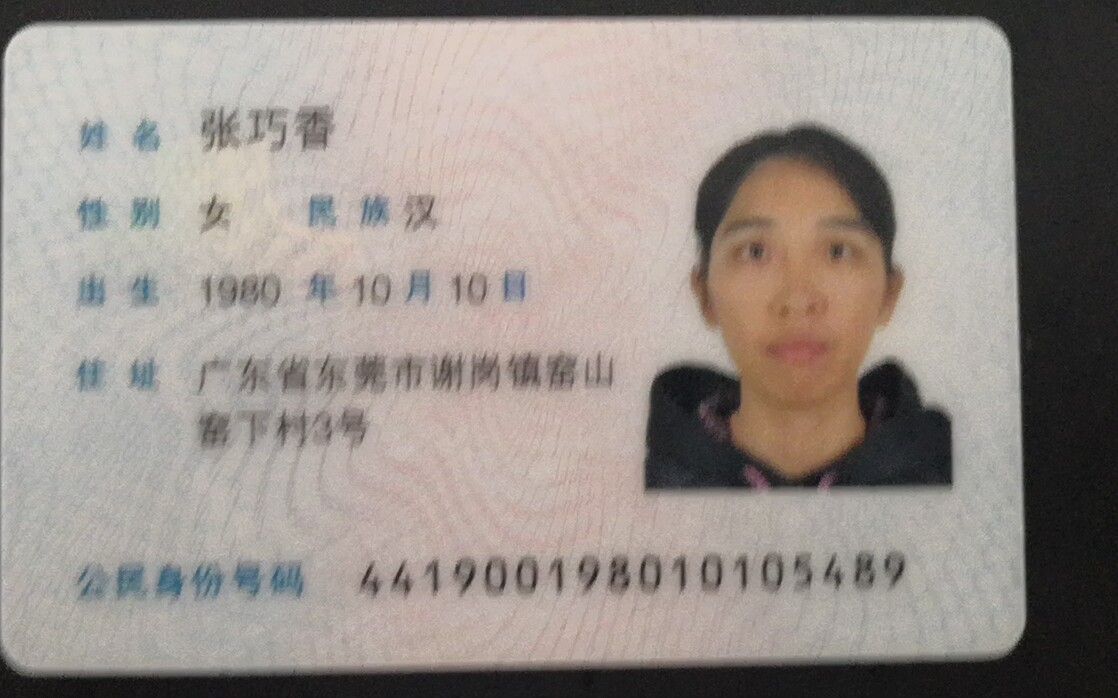 姓名 张巧香
性别 女 民族 汉
出生 1980 年 10 月 10 日
住址 广东省东莞市谢岗镇窑山
窑下村3号
公民身份号码 441900198010105489